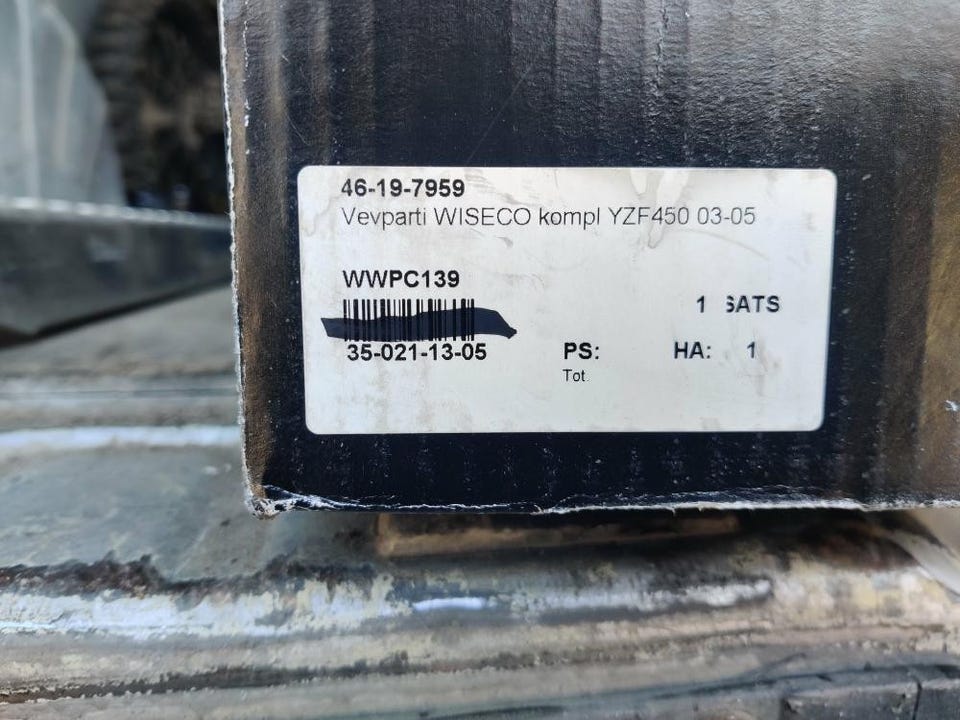 46-19-7959
Vevparti WISECO kompl YZF450 03-05
WWPC139
1 SATS
35-021-13-05 PS: HA: 1
Tot.